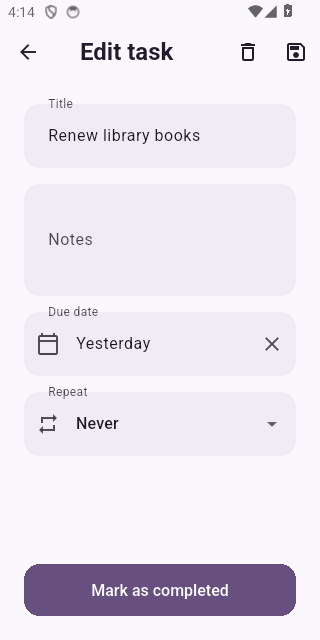 4:14
Edit task
Title
Renew library books
Notes
Due date
Yesterday
Repeat
Never
Mark as completed